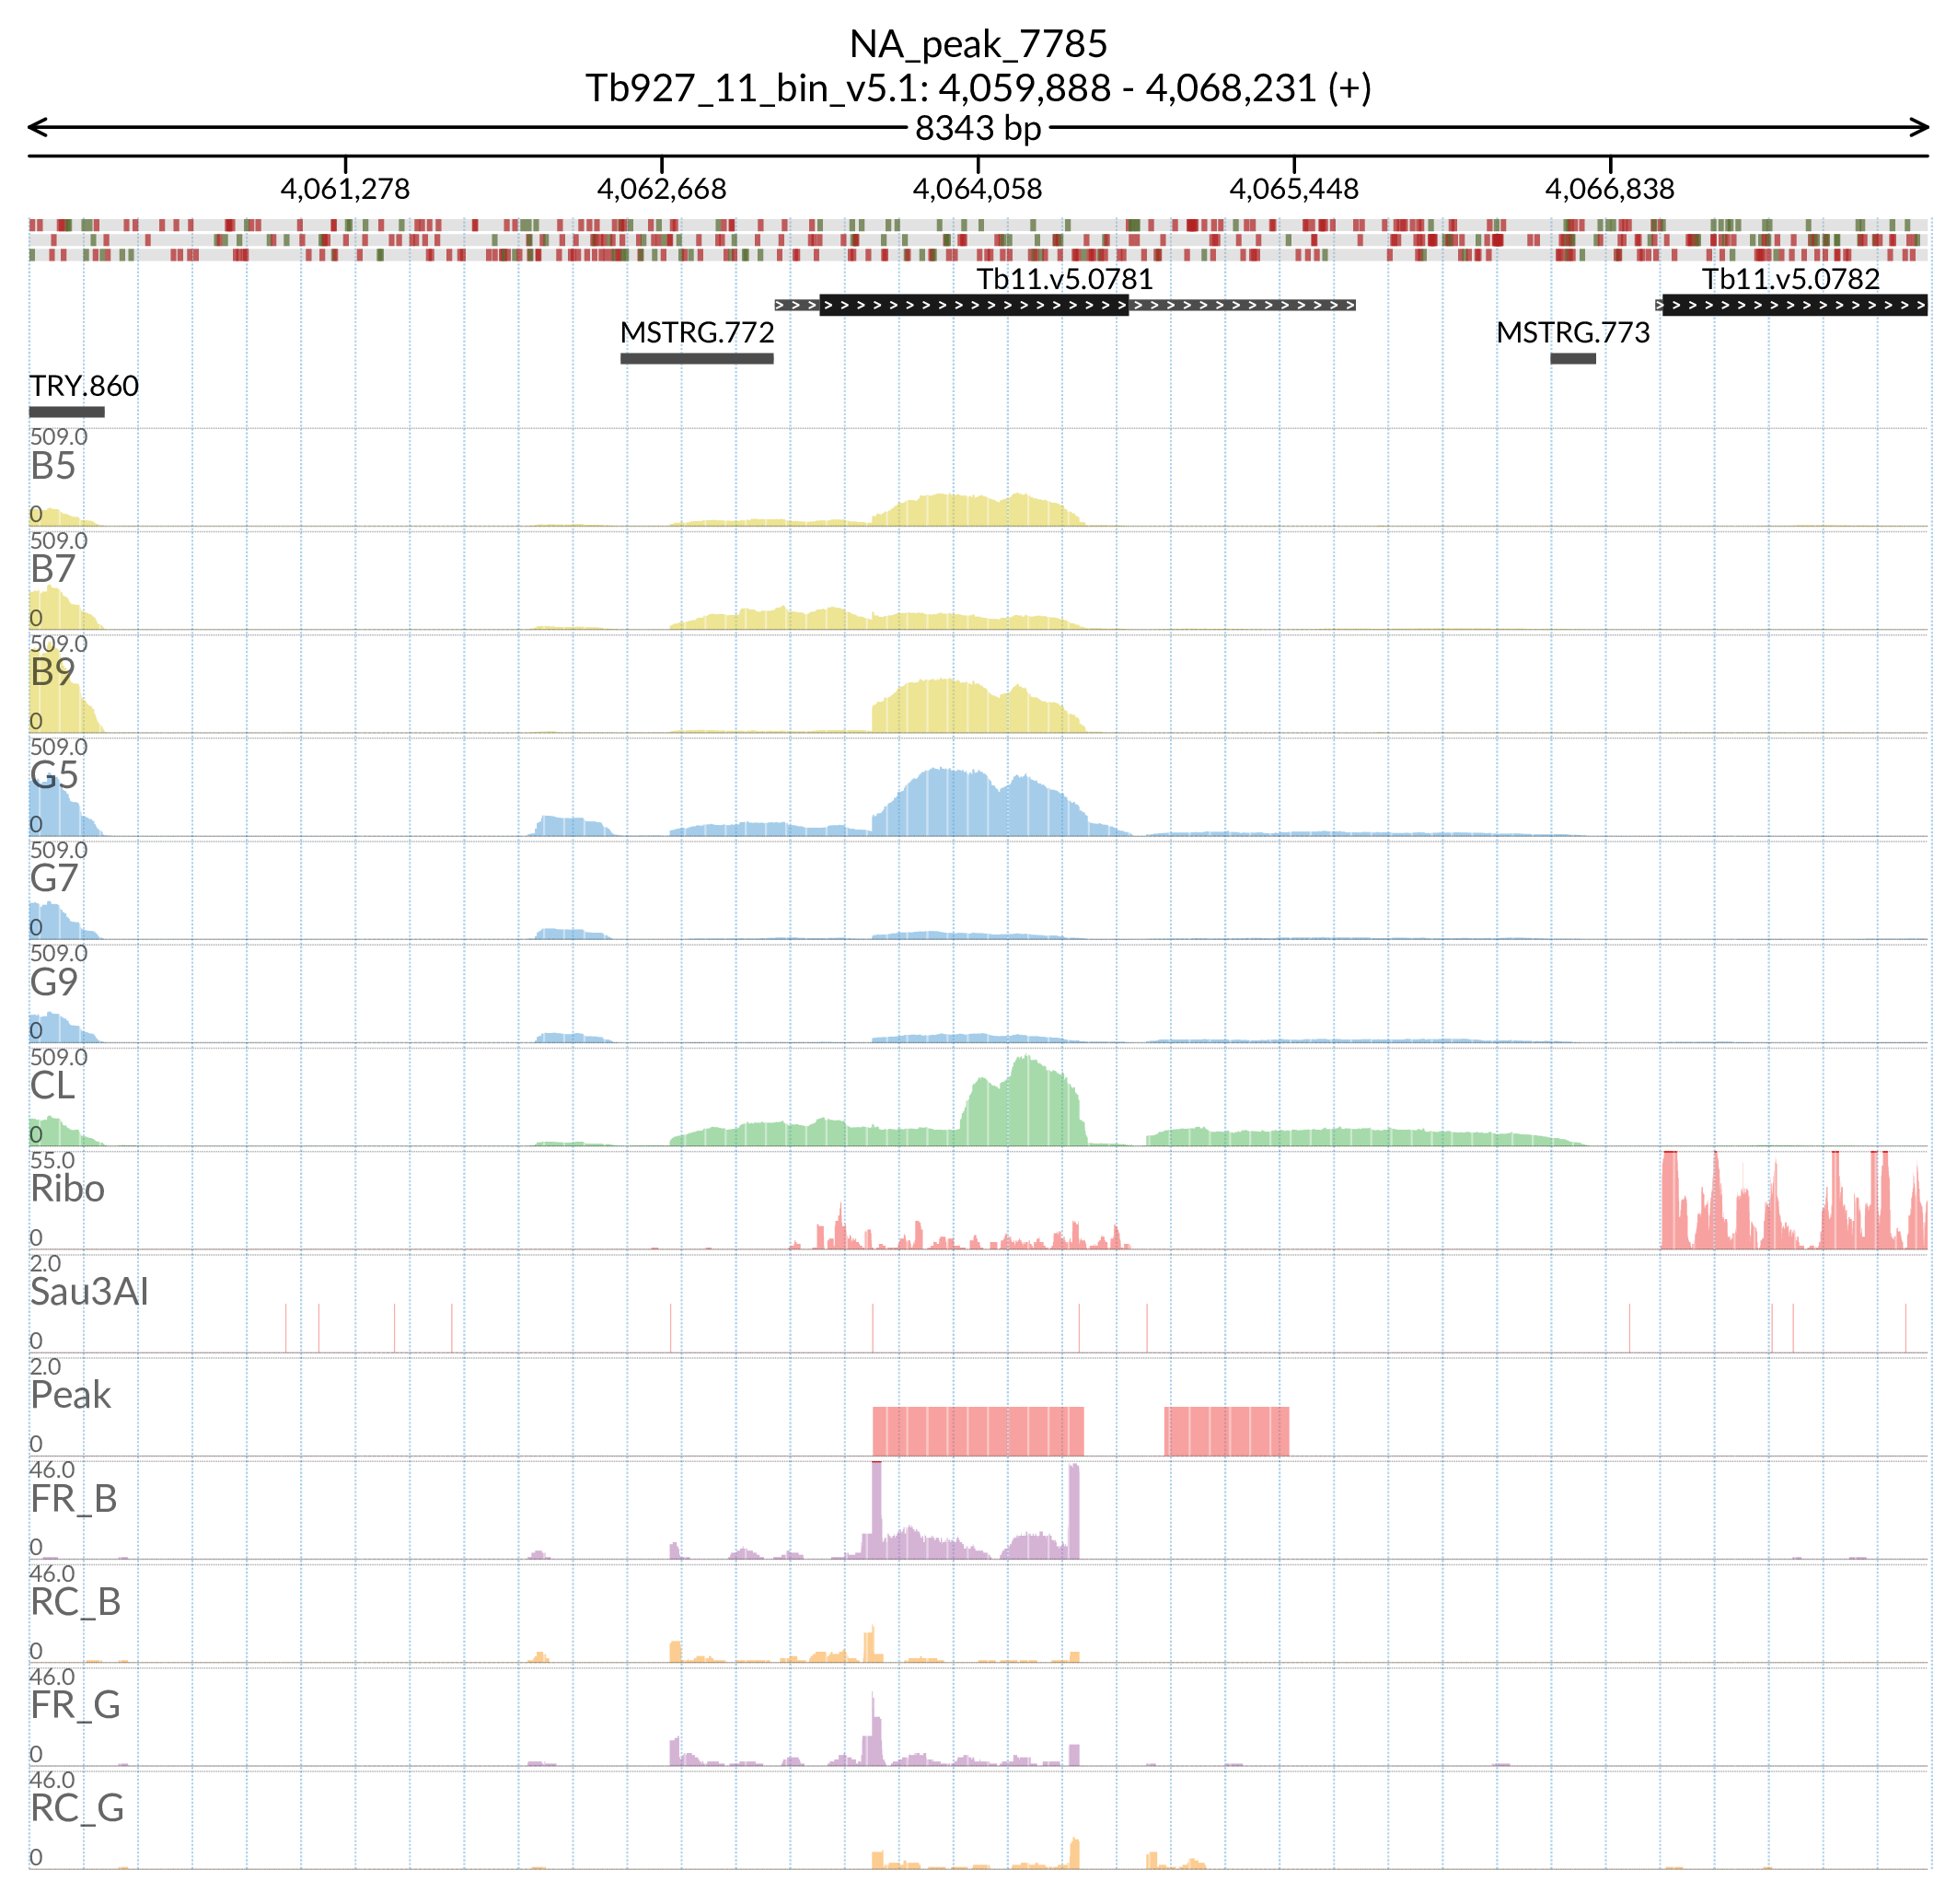 NA_peak_7785
Tb927_11_bin_v5.1: 4,059,888 - 4,068,231 (+)
8343 bp
4,061,278 4,062,668 4,064,058 4,065,448 4,066,838
Tb11.v5.0781 Tb11.v5.0782
MSTRG.772 MSTRG.773
TRY.860
509.0
B5
0
509.0
B7
0
509.0
B9
0
509.0
G5
0
509.0
G7
0
509.0
G9
0
509.0
CL
0
55.0
Ribo
0
2.0
Sau3AI
0
2.0
Peak
0
46.0
FR_B
0
46.0
RC_B
0
46.0
FR_G
0
46.0
RC_G
0